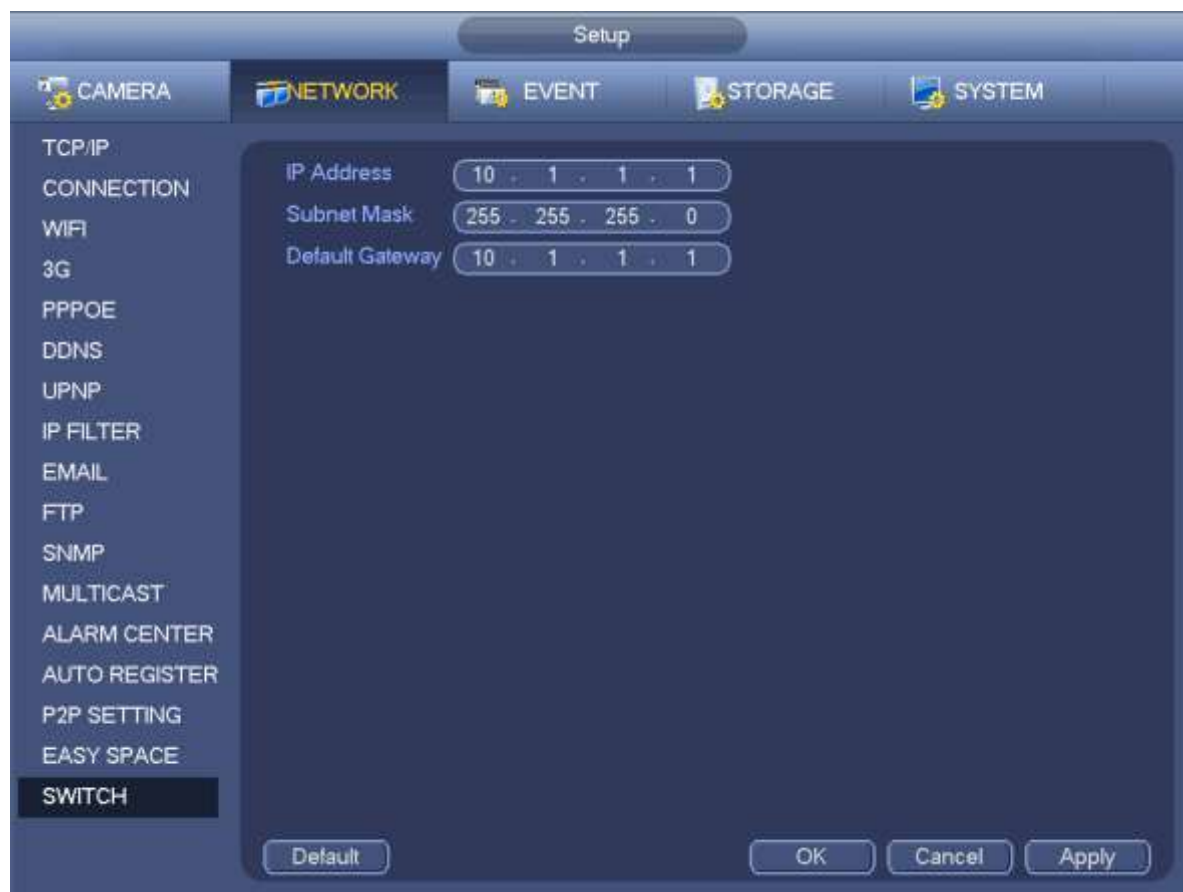 Setup
CAMERA NETWORK EVENT STORAGE SYSTEM
TCP/IP
CONNECTION
WIFI
3G
PPPOE
DDNS
UPNP
IP FILTER
EMAIL
FTP
SNMP
MULTICAST
ALARM CENTER
AUTO REGISTER
P2P SETTING
EASY SPACE
SWITCH
IP Address 10 . 1 . 1 . 1
Subnet Mask 255 . 255 . 255 . 0
Default Gateway 10 . 1 . 1 . 1
Default OK Cancel Apply